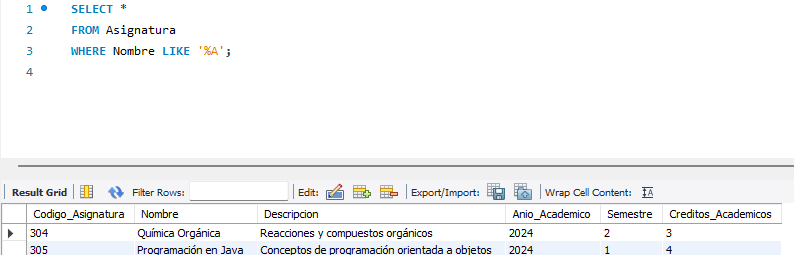 1 SELECT *
2 FROM Asignatura
3 WHERE Nombre LIKE '%A';
4
Result Grid Filter Rows: Edit: Export/Import: Wrap Cell Content:
Codigo_Asignatura Nombre Descripcion Anio_Academico Semestre Creditos_Academicos
304 Química Orgánica Reacciones y compuestos orgánicos 2024 2 3
305 Programación en Java Conceptos de programación orientada a objetos 2024 1 4